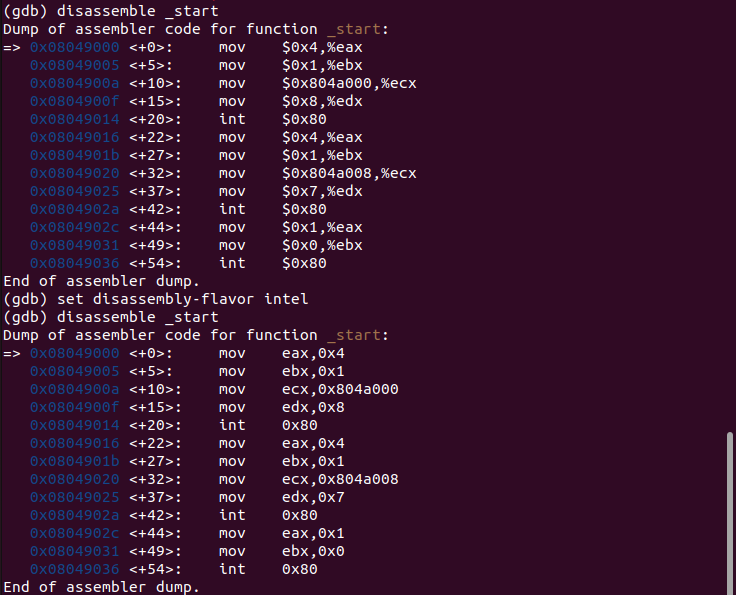 (gdb) disassemble _start
Dump of assembler code for function _start:
=> 0x08049000 <+0>:     mov    $0x4,%eax
   0x08049005 <+5>:     mov    $0x1,%ebx
   0x0804900a <+10>:    mov    $0x804a000,%ecx
   0x0804900f <+15>:    mov    $0x8,%edx
   0x08049014 <+20>:    int    $0x80
   0x08049016 <+22>:    mov    $0x4,%eax
   0x0804901b <+27>:    mov    $0x1,%ebx
   0x08049020 <+32>:    mov    $0x804a008,%ecx
   0x08049025 <+37>:    mov    $0x7,%edx
   0x0804902a <+42>:    int    $0x80
   0x0804902c <+44>:    mov    $0x1,%eax
   0x08049031 <+49>:    mov    $0x0,%ebx
   0x08049036 <+54>:    int    $0x80
End of assembler dump.
(gdb) set disassembly-flavor intel
(gdb) disassemble _start
Dump of assembler code for function _start:
=> 0x08049000 <+0>:     mov    eax,0x4
   0x08049005 <+5>:     mov    ebx,0x1
   0x0804900a <+10>:    mov    ecx,0x804a000
   0x0804900f <+15>:    mov    edx,0x8
   0x08049014 <+20>:    int    0x80
   0x08049016 <+22>:    mov    eax,0x4
   0x0804901b <+27>:    mov    ebx,0x1
   0x08049020 <+32>:    mov    ecx,0x804a008
   0x08049025 <+37>:    mov    edx,0x7
   0x0804902a <+42>:    int    0x80
   0x0804902c <+44>:    mov    eax,0x1
   0x08049031 <+49>:    mov    ebx,0x0
   0x08049036 <+54>:    int    0x80
End of assembler dump.